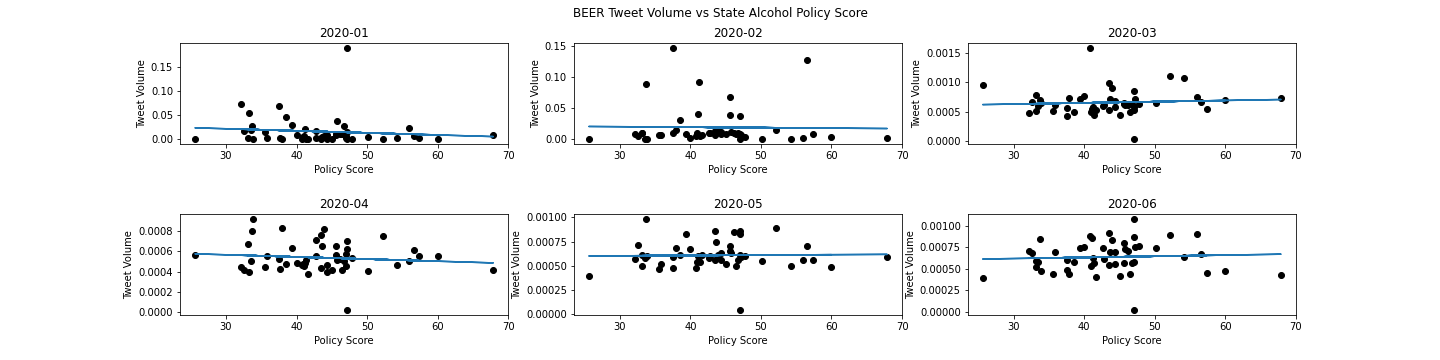 BEER Tweet Volume vs State Alcohol Policy Score
2020-01
Tweet Volume
0.15
0.10
0.05
0.00
30 40 50 60 70
Policy Score
2020-02
Tweet Volume
0.15
0.10
0.05
0.00
30 40 50 60 70
Policy Score
2020-03
Tweet Volume
0.0015
0.0010
0.0005
0.0000
30 40 50 60 70
Policy Score
2020-04
Tweet Volume
0.0008
0.0006
0.0004
0.0002
0.0000
30 40 50 60 70
Policy Score
2020-05
Tweet Volume
0.00100
0.00075
0.00050
0.00025
0.00000
30 40 50 60 70
Policy Score
2020-06
Tweet Volume
0.00100
0.00075
0.00050
0.00025
0.00000
30 40 50 60 70
Policy Score